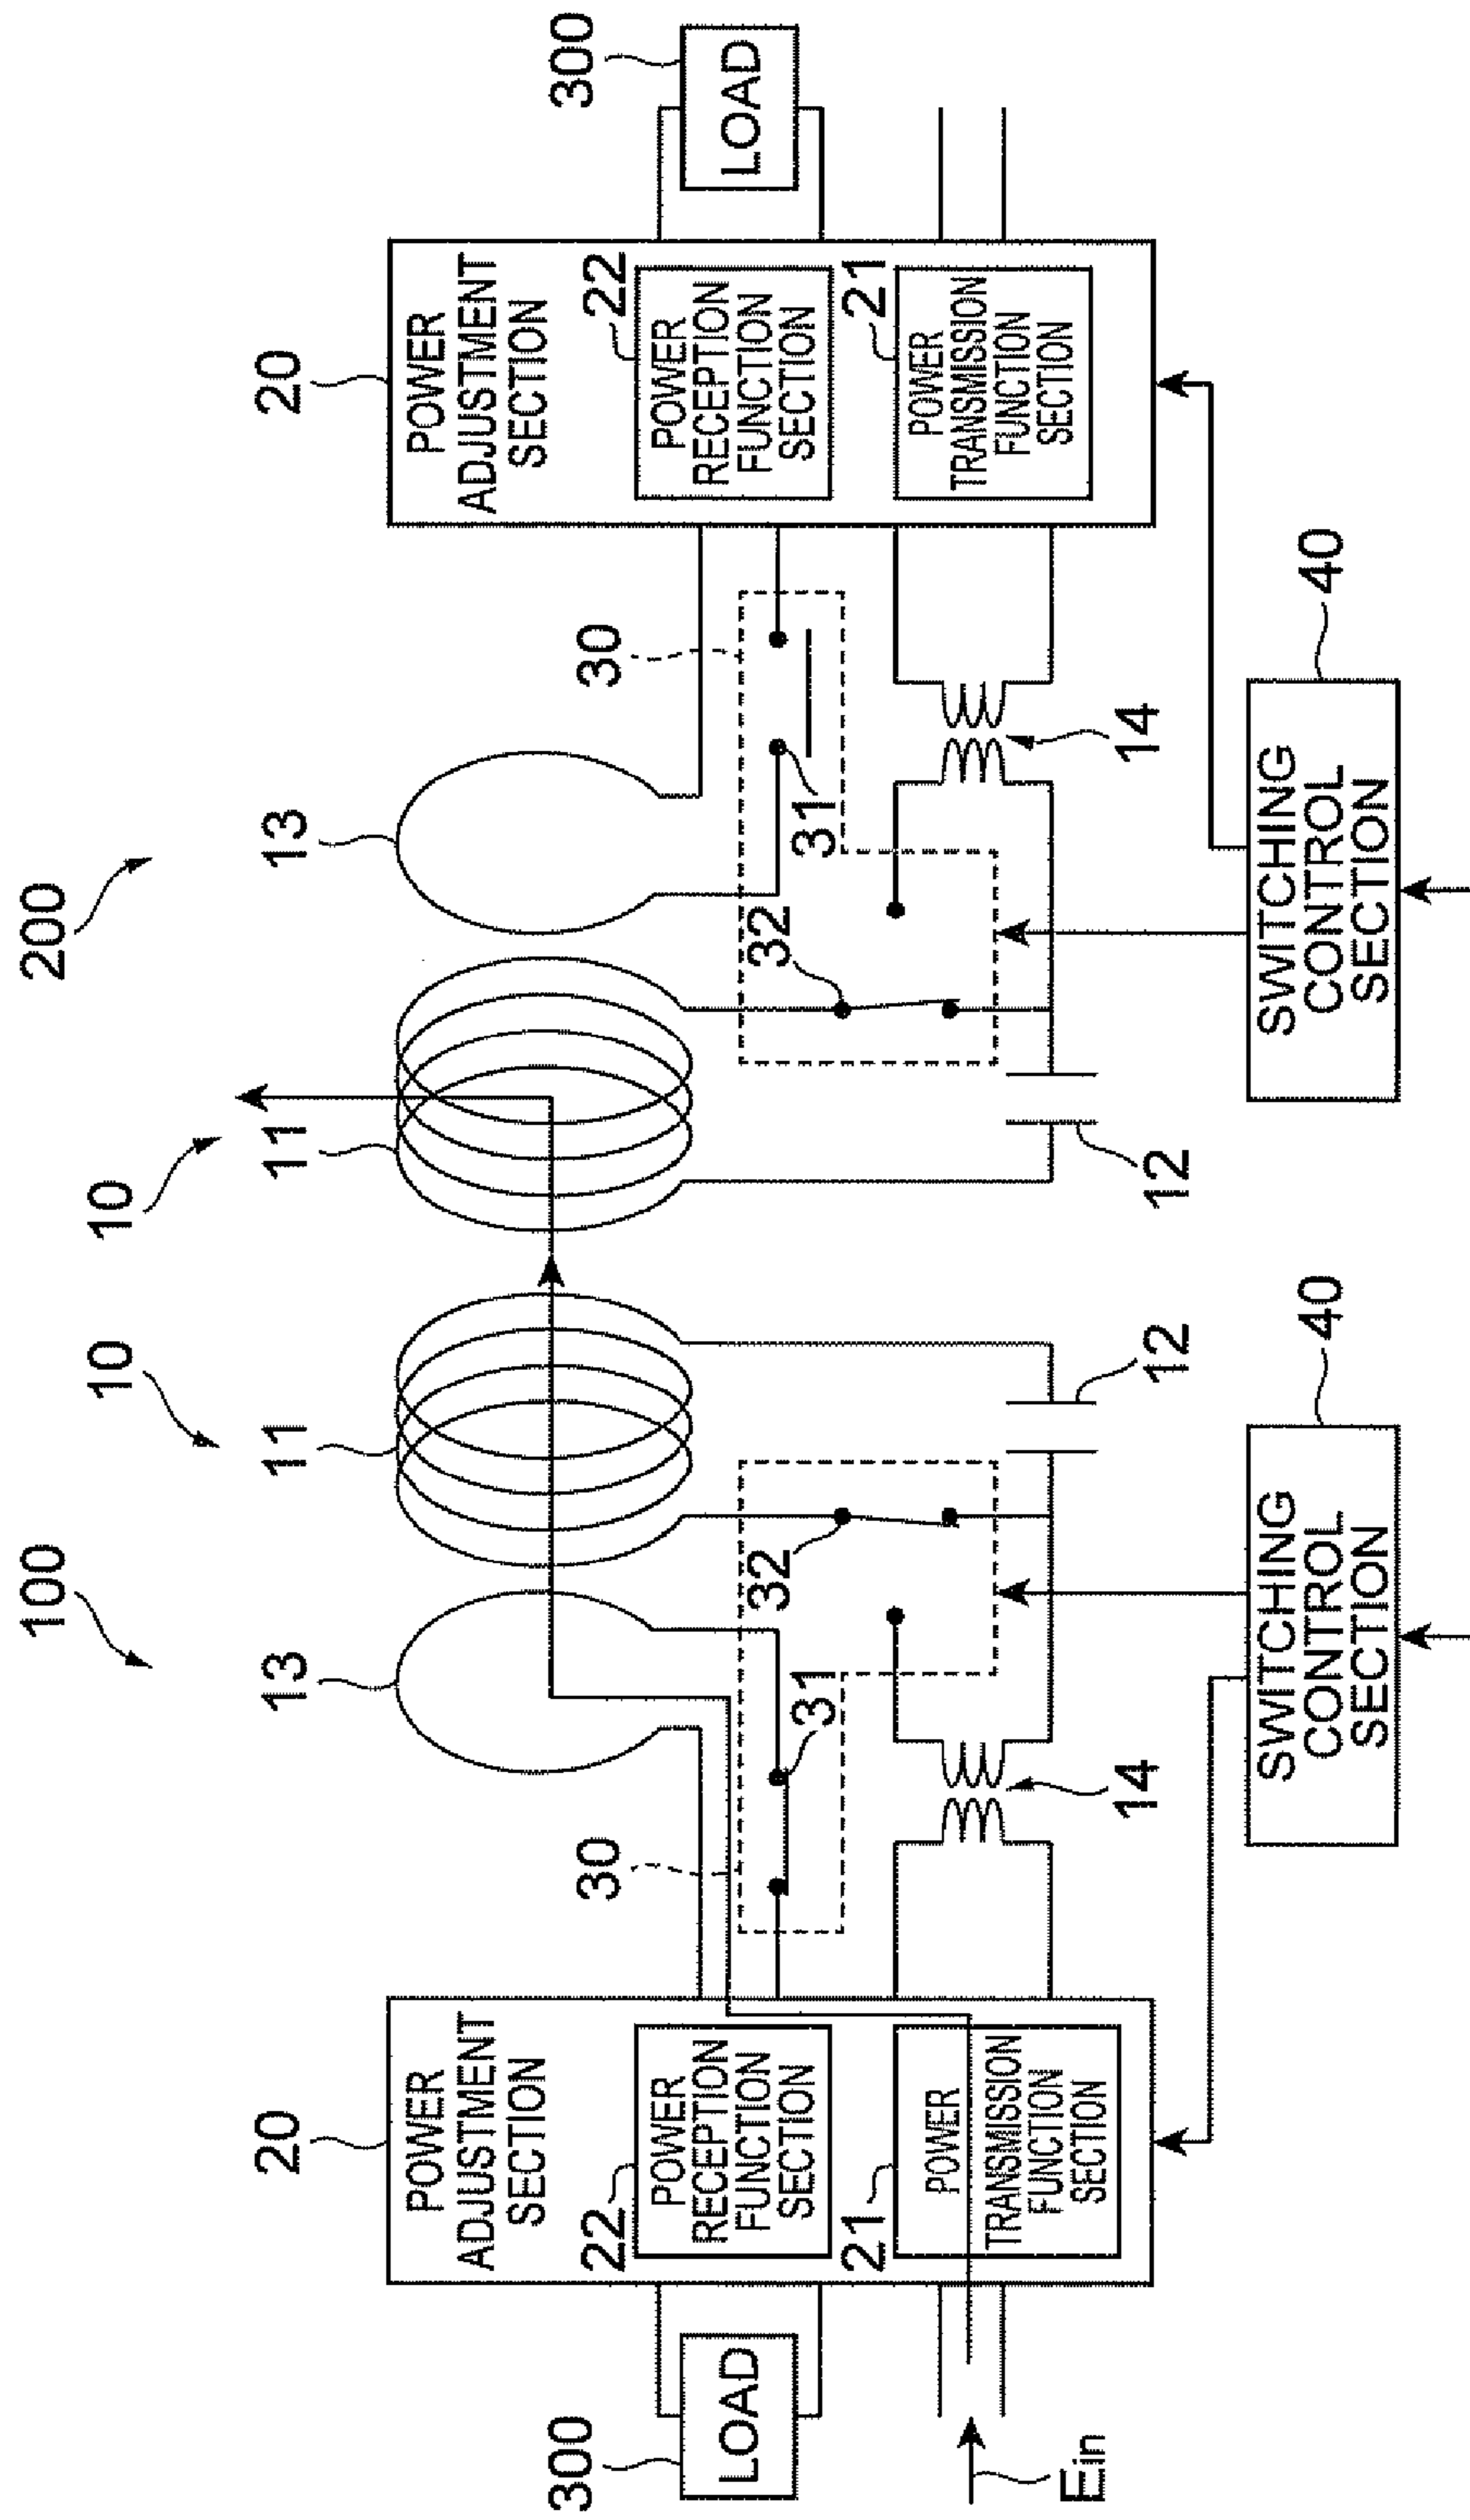 100
200
10
10
20
13
11
11
13
20
POWER
ADJUSTMENT
SECTION
POWER
ADJUSTMENT
SECTION
300
LOAD
22
POWER
RECEPTION
FUNCTION
SECTION
30
31
32
32
31
30
22
POWER
RECEPTION
FUNCTION
SECTION
300
LOAD
21
POWER
TRANSMISSION
FUNCTION
SECTION
14
12
12
14
21
POWER
TRANSMISSION
FUNCTION
SECTION
Ein
40
SWITCHING
CONTROL
SECTION
40
SWITCHING
CONTROL
SECTION